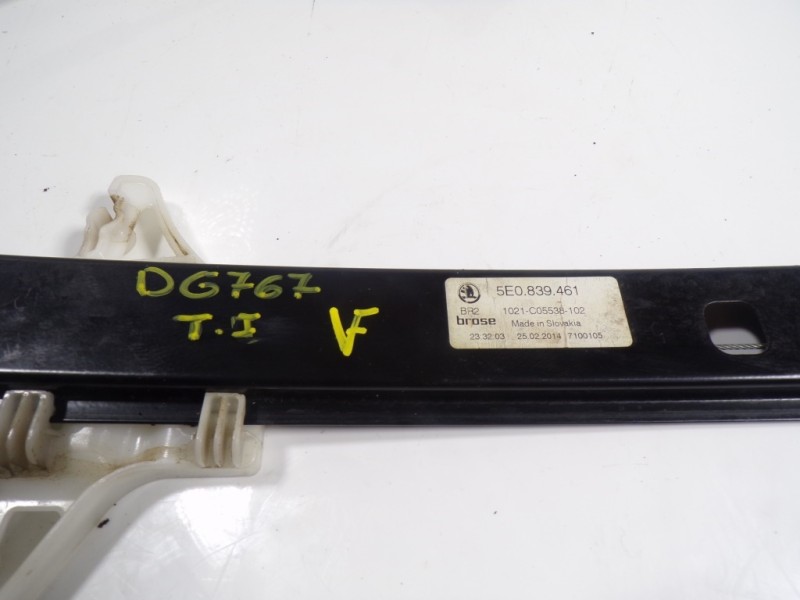 DG767
T.I
V
5E0.839.461
BR2
1021-C05538-102
brose
Made in Slovakia
23 32 03 25.02.2014 7100105